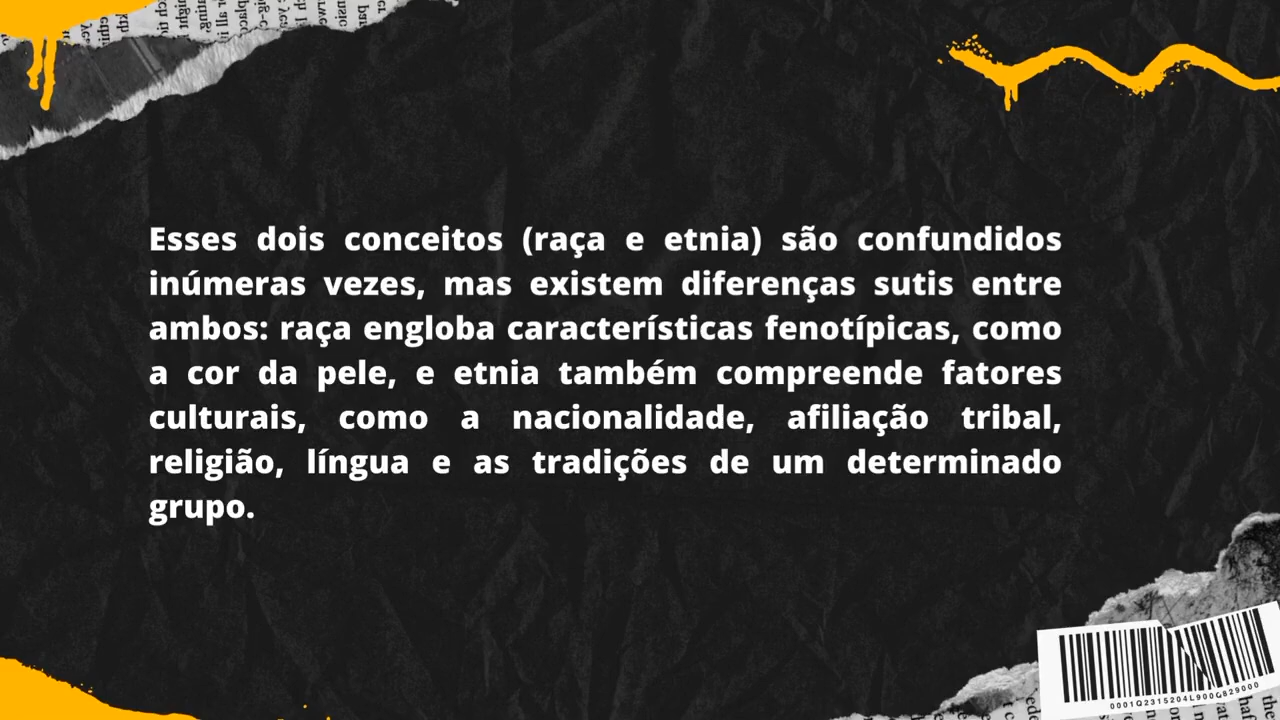 Esses dois conceitos (raça e etnia) são confundidos
inúmeras vezes, mas existem diferenças sutis entre
ambos: raça engloba características fenotípicas, como
a cor da pele, e etnia também compreende fatores
culturais, como a nacionalidade, afiliação tribal,
religião, língua e as tradições de um determinado
grupo.